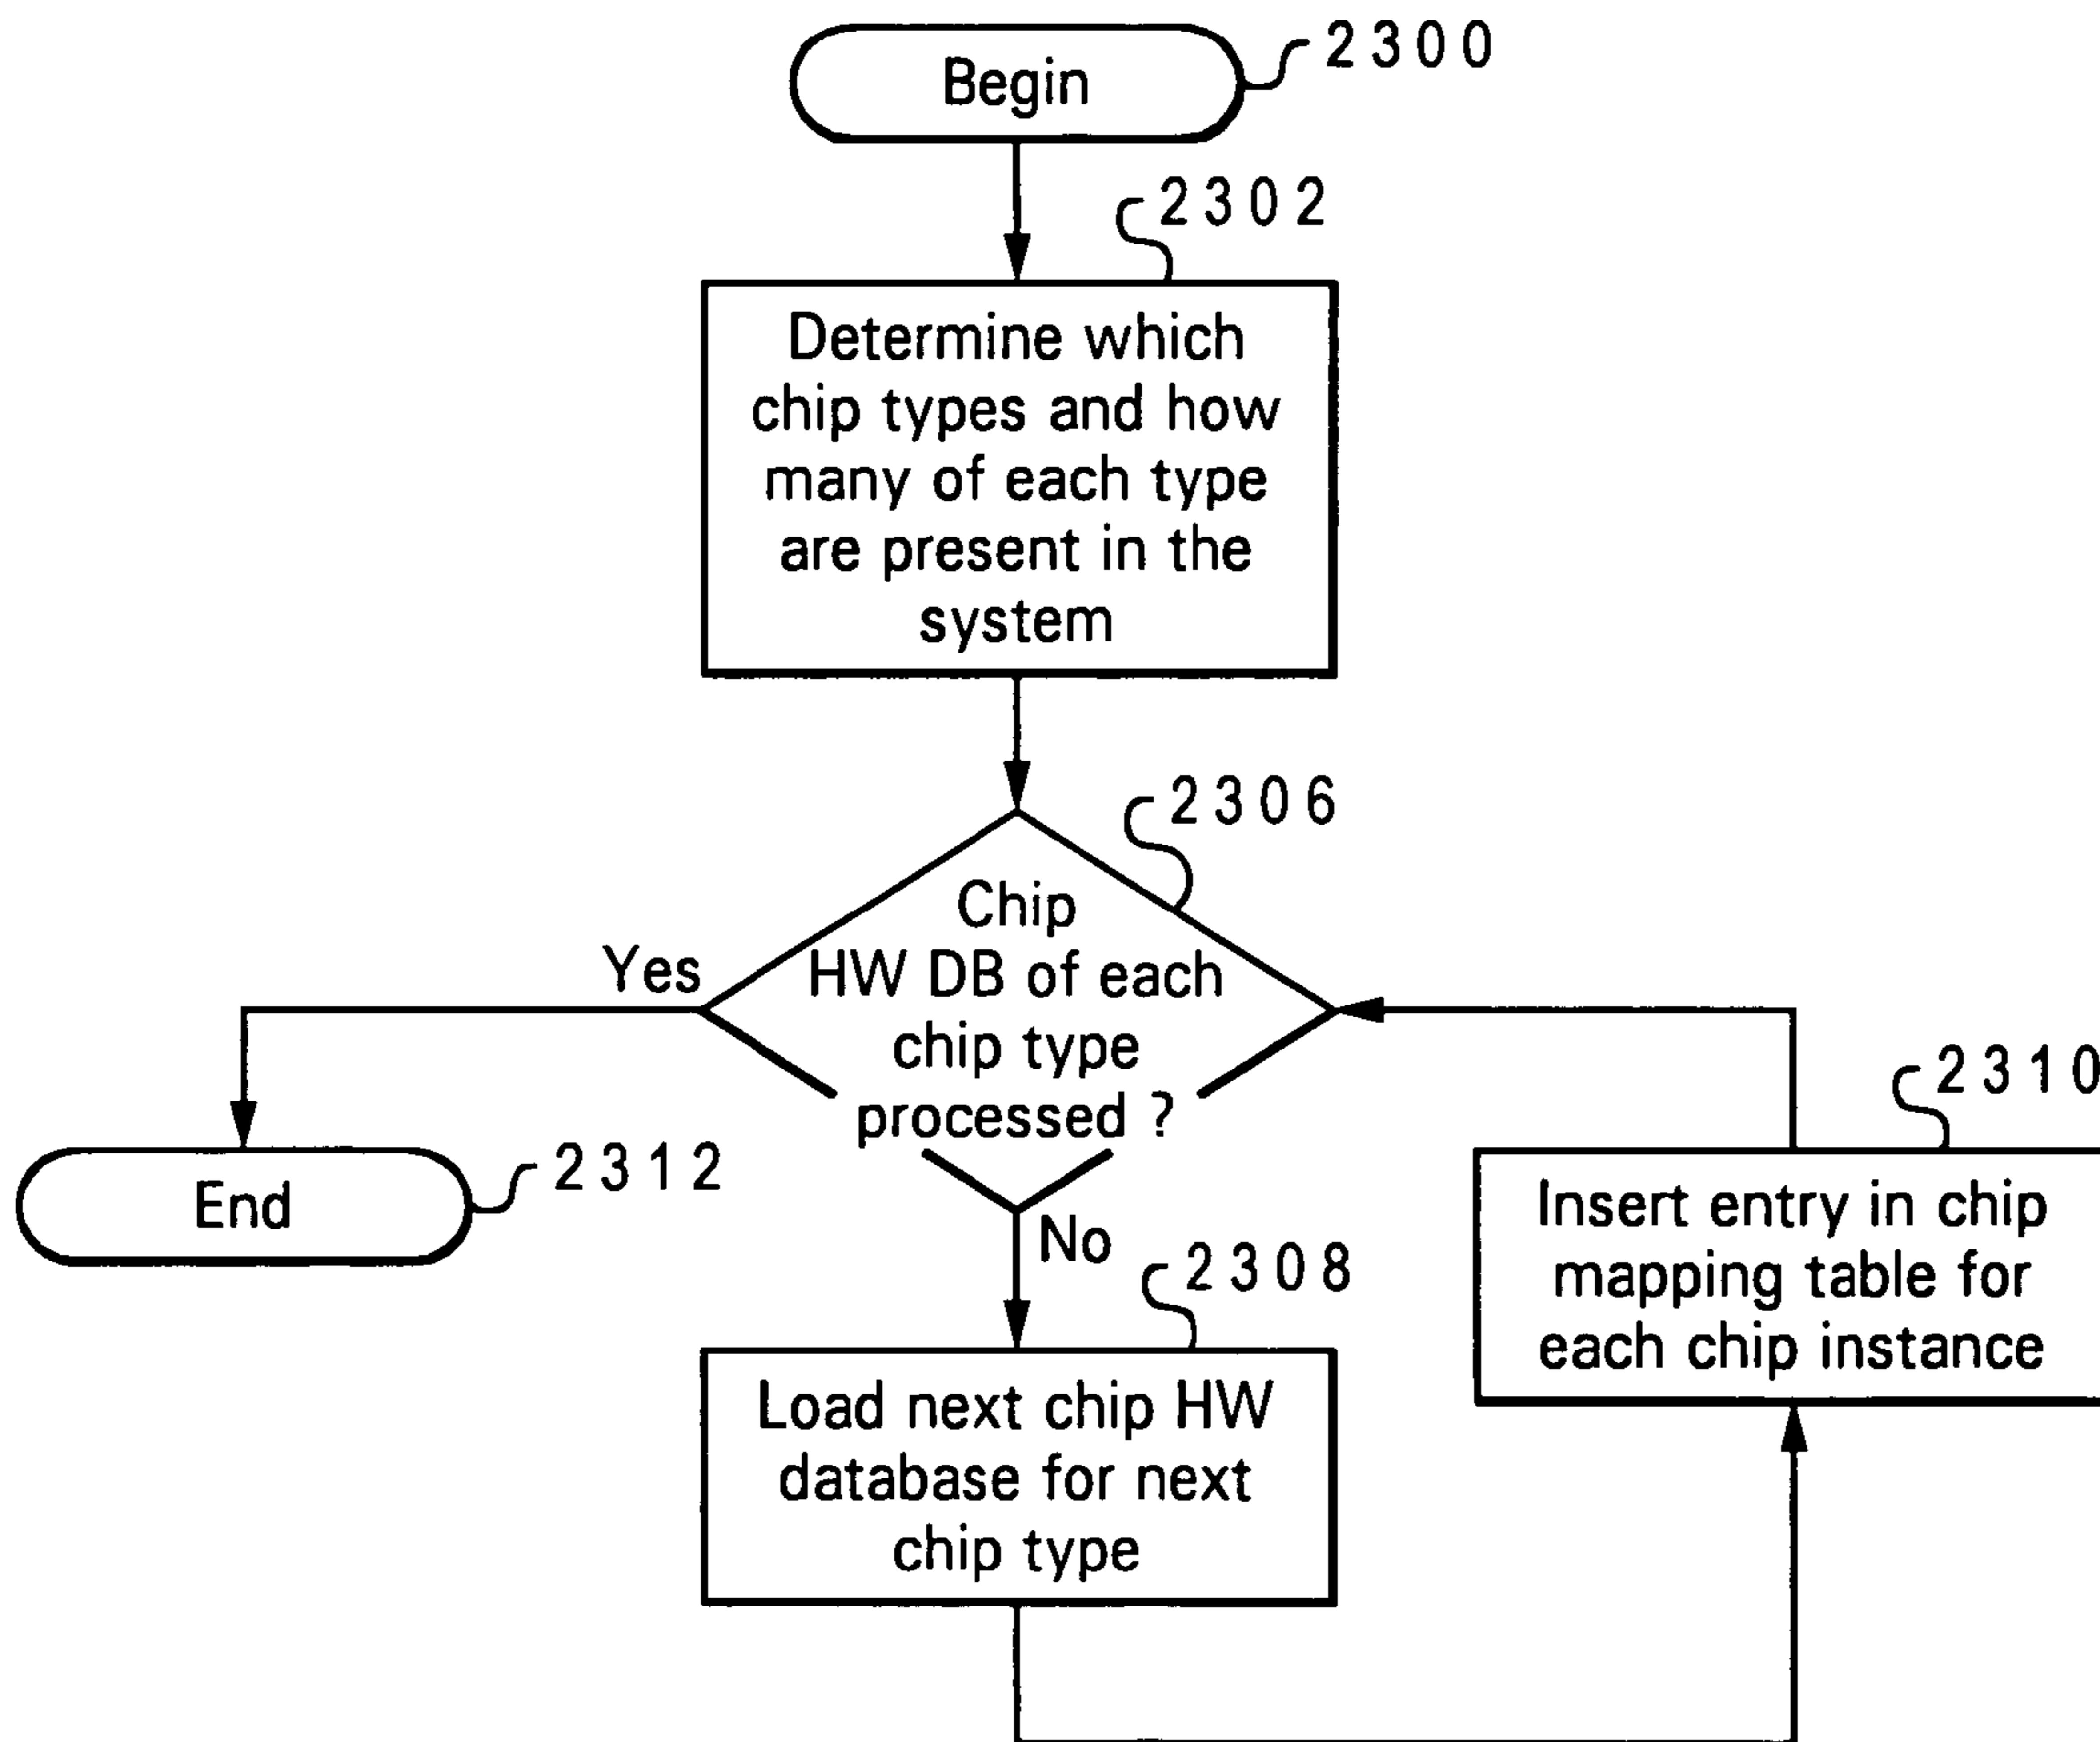 Begin
2300
2302
Determine which
chip types and how
many of each type
are present in the
system
2306
Chip
HW DB of each
chip type
processed ?
Yes
No
End
2312
2308
Load next chip HW
database for next
chip type
2310
Insert entry in chip
mapping table for
each chip instance